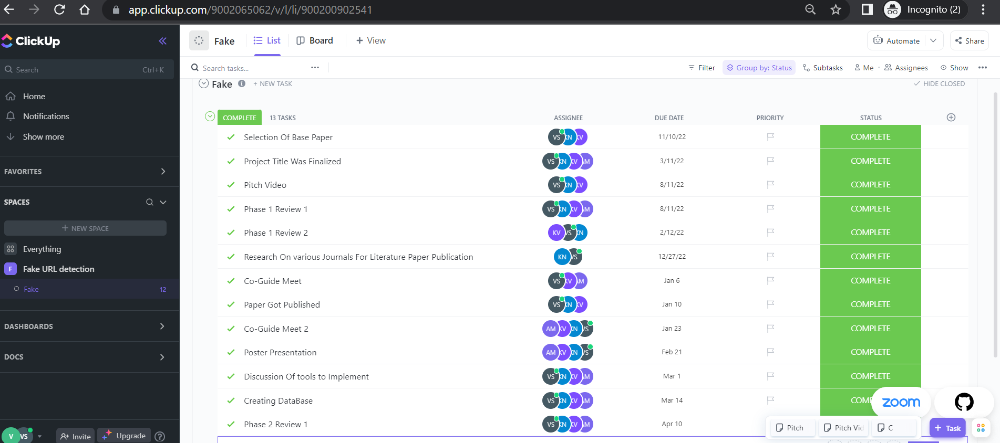 app.clickup.com/9002065062/v/l/li/900200902541 Incognito (2)
ClickUp
Search Ctrl+K
Home
Notifications
Show more
FAVORITES
SPACES
+ NEW SPACE
Everything
F Fake URL detection
Fake 12
DASHBOARDS
DOCS
V VS Invite Upgrade ?
Fake List Board + View Automate Share
Search tasks... Filter Group by: Status Subtasks Me Assignees Show
Fake + NEW TASK HIDE CLOSED
COMPLETE 13 TASKS ASSIGNEE DUE DATE PRIORITY STATUS
Selection Of Base Paper VS KN KV 11/10/22 COMPLETE
Project Title Was Finalized VS KN KV AM 3/11/22 COMPLETE
Pitch Video VS KN KV 8/11/22 COMPLETE
Phase 1 Review 1 VS KN KV AM 8/11/22 COMPLETE
Phase 1 Review 2 KV VS KN 2/12/22 COMPLETE
Research On various Journals For Literature Paper Publication KN VS 12/27/22 COMPLETE
Co-Guide Meet VS KV AM Jan 6 COMPLETE
Paper Got Published VS KN KV Jan 10 COMPLETE
Co-Guide Meet 2 AM KV KN VS Jan 23 COMPLETE
Poster Presentation AM KV KN VS Feb 21 COMPLETE
Discussion Of tools to Implement VS KN KV AM Mar 1 COMPLETE
Creating DataBase VS KN KV AM Mar 14 COM
zoom
Phase 2 Review 1 VS KN KV AM Apr 10
Pitch Pitch Vid C + Task